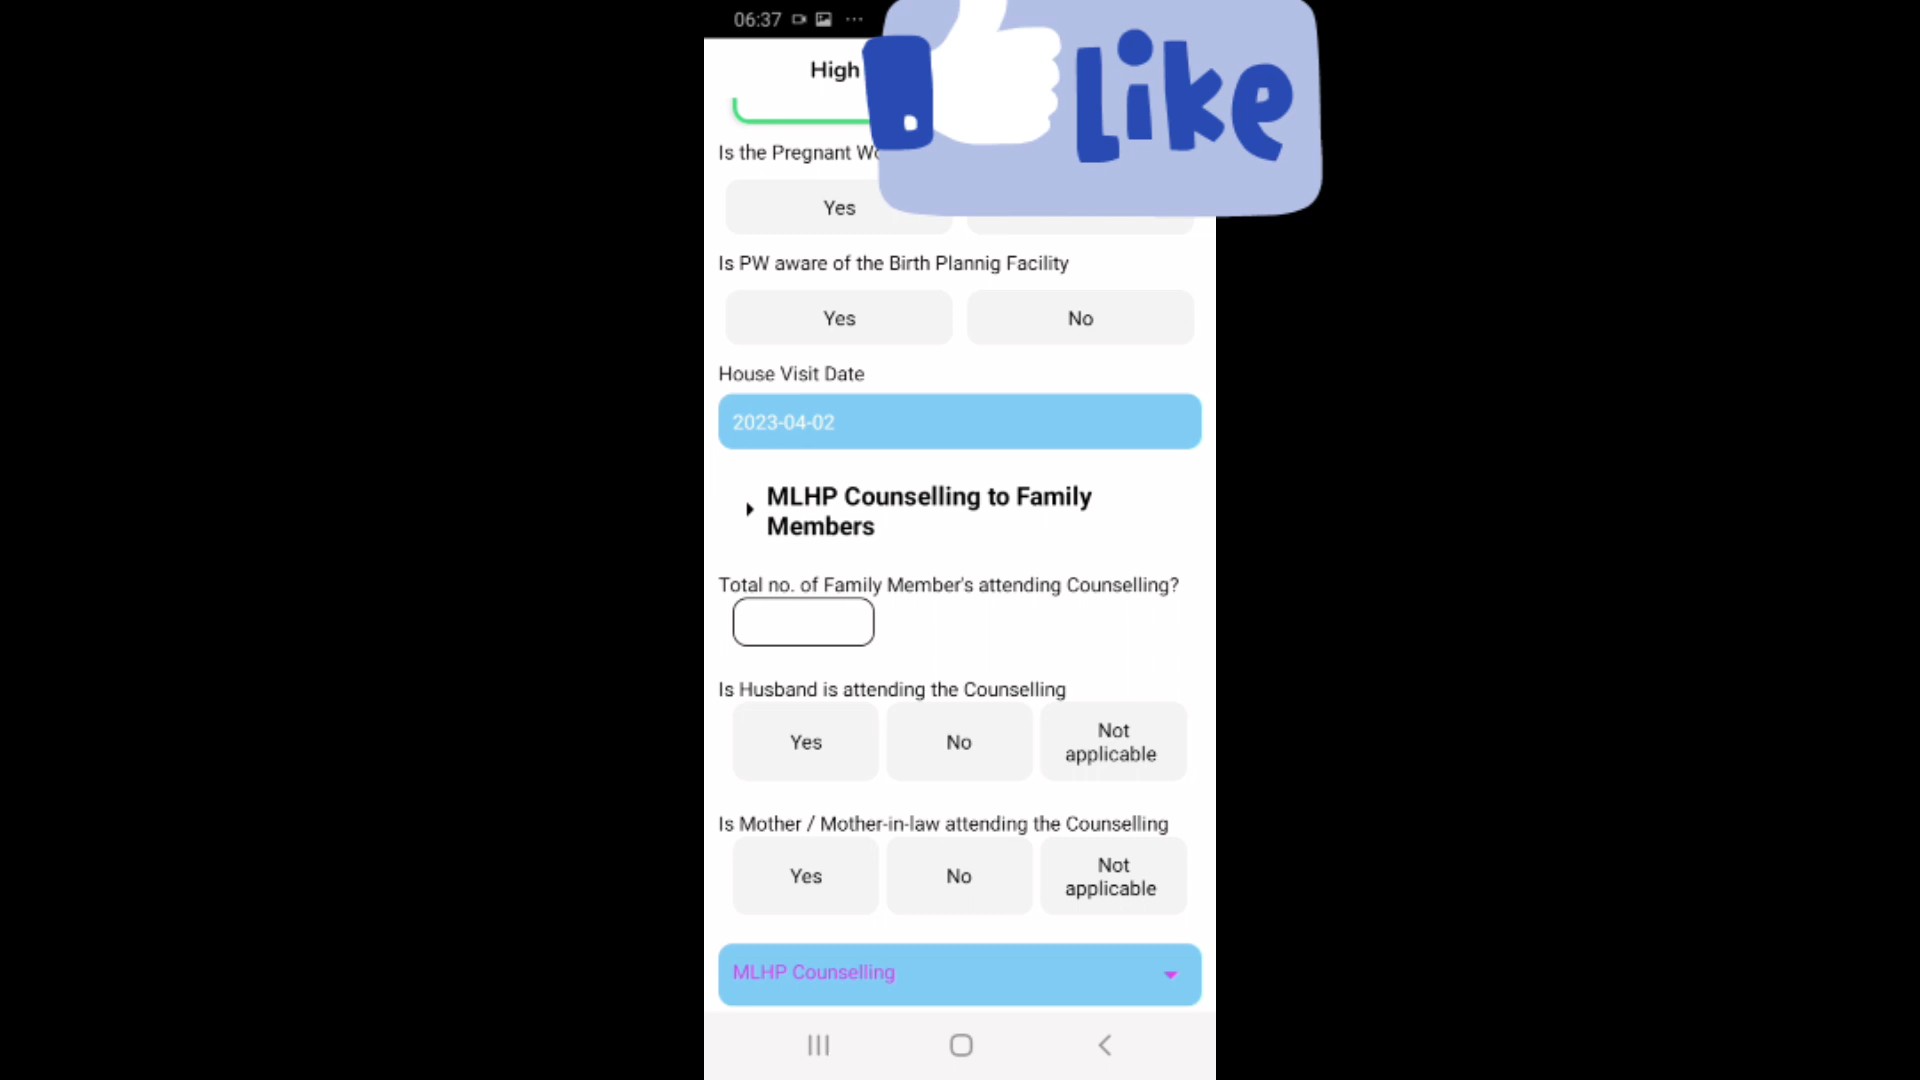 06:37
Like
High
Is the Pregnant
Yes
Is PW aware of the Birth Plannig Facility
Yes No
House Visit Date
2023-04-02
MLHP Counselling to Family
Members
Total no. of Family Member's attending Counselling?
Is Husband is attending the Counselling
Yes No Not
applicable
Is Mother / Mother-in-law attending the Counselling
Yes No Not
applicable
MLHP Counselling